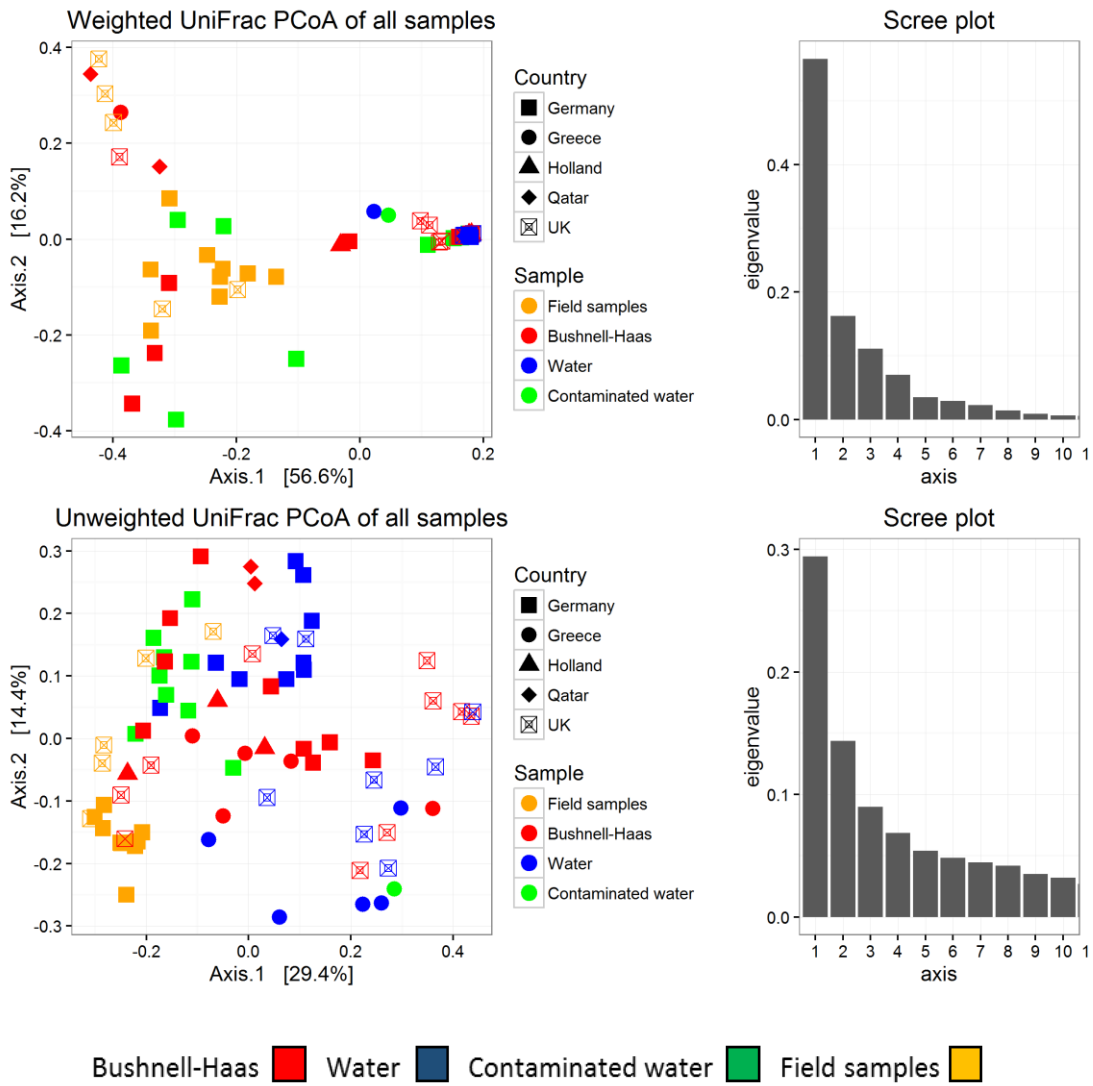 Weighted UniFrac PCoA of all samples
Scree plot
0.4
0.2
0.0
-0.2
-0.4
Axis.2 [16.2%]
-0.4
-0.2
0.0
0.2
Axis.1 [56.6%]
Country
Germany
Greece
Holland
Qatar
UK
Sample
Field samples
Bushnell-Haas
Water
Contaminated water
eigenvalue
0.4
0.2
0.0
1 2 3 4 5 6 7 8 9 10 1
axis
Unweighted UniFrac PCoA of all samples
Scree plot
0.3
0.2
0.1
0.0
-0.1
-0.2
-0.3
Axis.2 [14.4%]
-0.2
0.0
0.2
0.4
Axis.1 [29.4%]
Country
Germany
Greece
Holland
Qatar
UK
Sample
Field samples
Bushnell-Haas
Water
Contaminated water
eigenvalue
0.3
0.2
0.1
0.0
1 2 3 4 5 6 7 8 9 10 1
axis
Bushnell-Haas Water Contaminated water Field samples